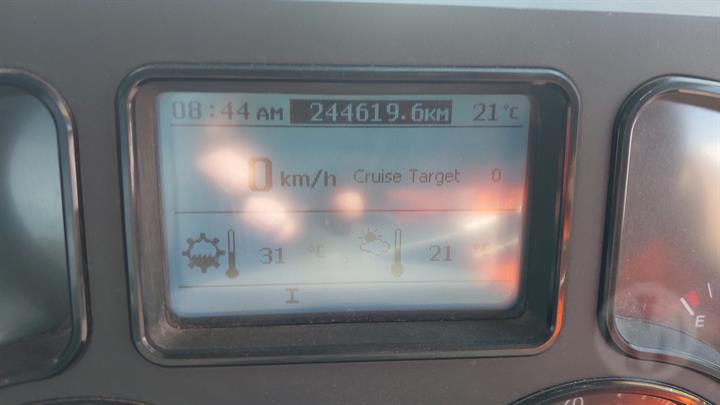 08:44 AM 244619.6KM 21°C
0 km/h Cruise Target 0
31 °C 21 °C
I
E